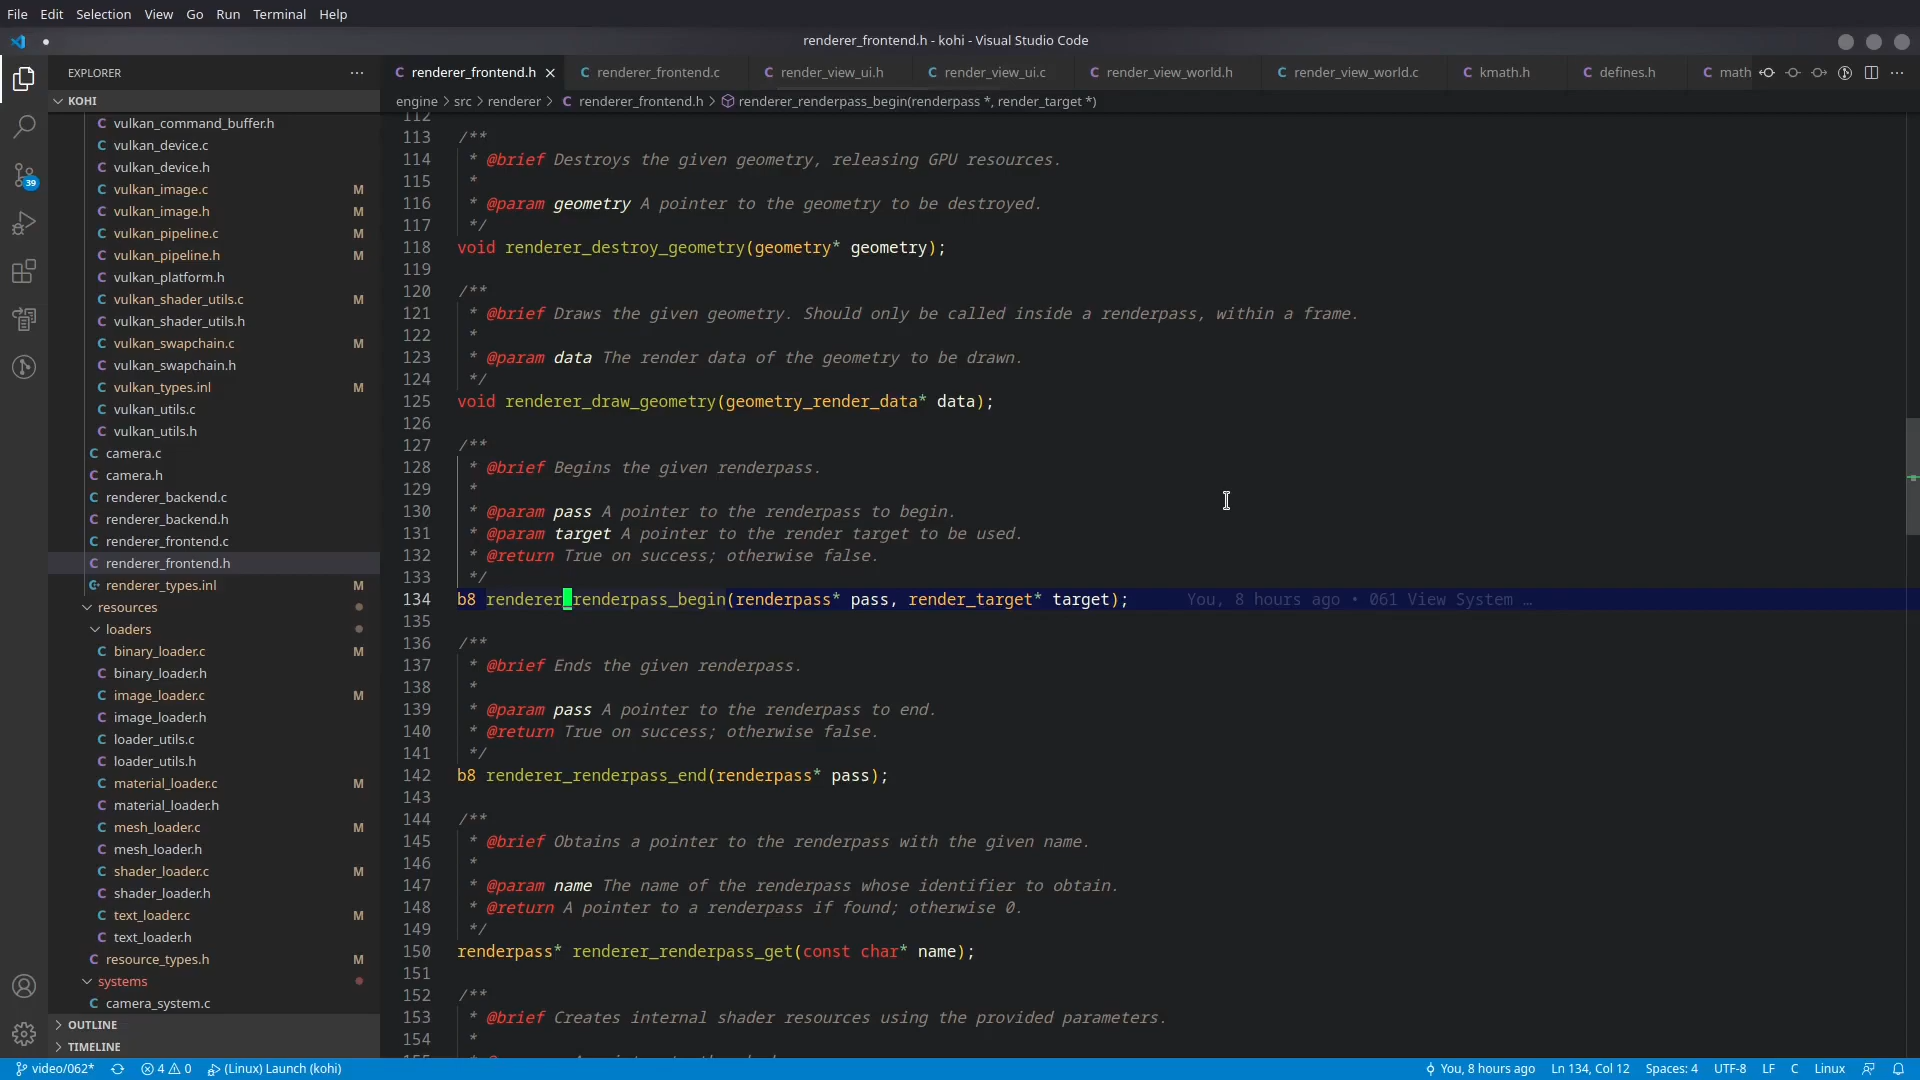 File Edit Selection View Go Run Terminal Help
renderer_frontend.h - kohi - Visual Studio Code
EXPLORER
KOHI
vulkan_command_buffer.h
vulkan_device.c
vulkan_device.h
vulkan_image.c M
vulkan_image.h M
vulkan_pipeline.c M
vulkan_pipeline.h M
vulkan_platform.h
vulkan_shader_utils.c M
vulkan_shader_utils.h
vulkan_swapchain.c M
vulkan_swapchain.h
vulkan_types.inl M
vulkan_utils.c
vulkan_utils.h
camera.c
camera.h
renderer_backend.c
renderer_backend.h
renderer_frontend.c
renderer_frontend.h
renderer_types.inl M
resources
loaders
binary_loader.c M
binary_loader.h
image_loader.c M
image_loader.h
loader_utils.c
loader_utils.h
material_loader.c M
material_loader.h
mesh_loader.c M
mesh_loader.h
shader_loader.c M
shader_loader.h
text_loader.c M
text_loader.h
resource_types.h M
systems
camera_system.c
OUTLINE
TIMELINE
39
renderer_frontend.h renderer_frontend.c render_view_ui.h render_view_ui.c render_view_world.h render_view_world.c kmath.h defines.h math
engine > src > renderer > C renderer_frontend.h > renderer_renderpass_begin(renderpass *, render_target *)
112
113 /**
114 * @brief Destroys the given geometry, releasing GPU resources.
115 *
116 * @param geometry A pointer to the geometry to be destroyed.
117 */
118 void renderer_destroy_geometry(geometry* geometry);
119
120 /**
121 * @brief Draws the given geometry. Should only be called inside a renderpass, within a frame.
122 *
123 * @param data The render data of the geometry to be drawn.
124 */
125 void renderer_draw_geometry(geometry_render_data* data);
126
127 /**
128 * @brief Begins the given renderpass.
129 *
130 * @param pass A pointer to the renderpass to begin.
131 * @param target A pointer to the render target to be used.
132 * @return True on success; otherwise false.
133 */
134 b8 renderer_renderpass_begin(renderpass* pass, render_target* target); You, 8 hours ago • 061 View System …
135
136 /**
137 * @brief Ends the given renderpass.
138 *
139 * @param pass A pointer to the renderpass to end.
140 * @return True on success; otherwise false.
141 */
142 b8 renderer_renderpass_end(renderpass* pass);
143
144 /**
145 * @brief Obtains a pointer to the renderpass with the given name.
146 *
147 * @param name The name of the renderpass whose identifier to obtain.
148 * @return A pointer to a renderpass if found; otherwise 0.
149 */
150 renderpass* renderer_renderpass_get(const char* name);
151
152 /**
153 * @brief Creates internal shader resources using the provided parameters.
154 *
video/062* 4 0 (Linux) Launch (kohi) You, 8 hours ago Ln 134, Col 12 Spaces: 4 UTF-8 LF C Linux